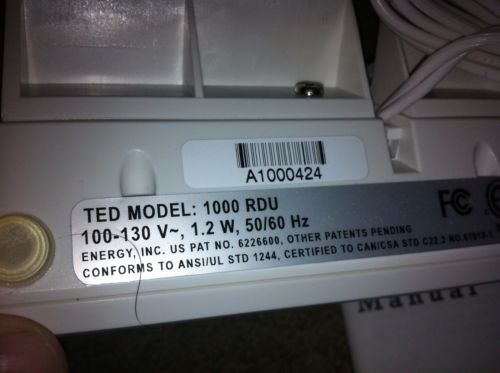 A1000424
TED MODEL: 1000 RDU
100-130 V~, 1.2 W, 50/60 Hz
ENERGY, INC. US PAT NO. 6226600, OTHER PATENTS PENDING
CONFORMS TO ANSI/UL STD 1244, CERTIFIED TO CAN/CSA STD C22.2 NO.61010-1
FC